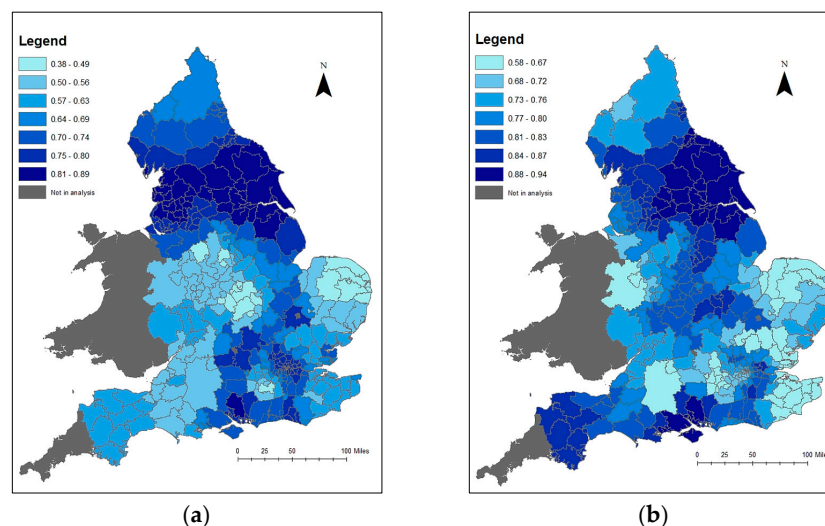 Legend
0.38 - 0.49
0.50 - 0.56
0.57 - 0.63
0.64 - 0.69
0.70 - 0.74
0.75 - 0.80
0.81 - 0.89
Not in analysis
N
0 25 50 100 Miles
(a)
Legend
0.58 - 0.67
0.68 - 0.72
0.73 - 0.76
0.77 - 0.80
0.81 - 0.83
0.84 - 0.87
0.88 - 0.94
Not in analysis
N
0 25 50 100 Miles
(b)